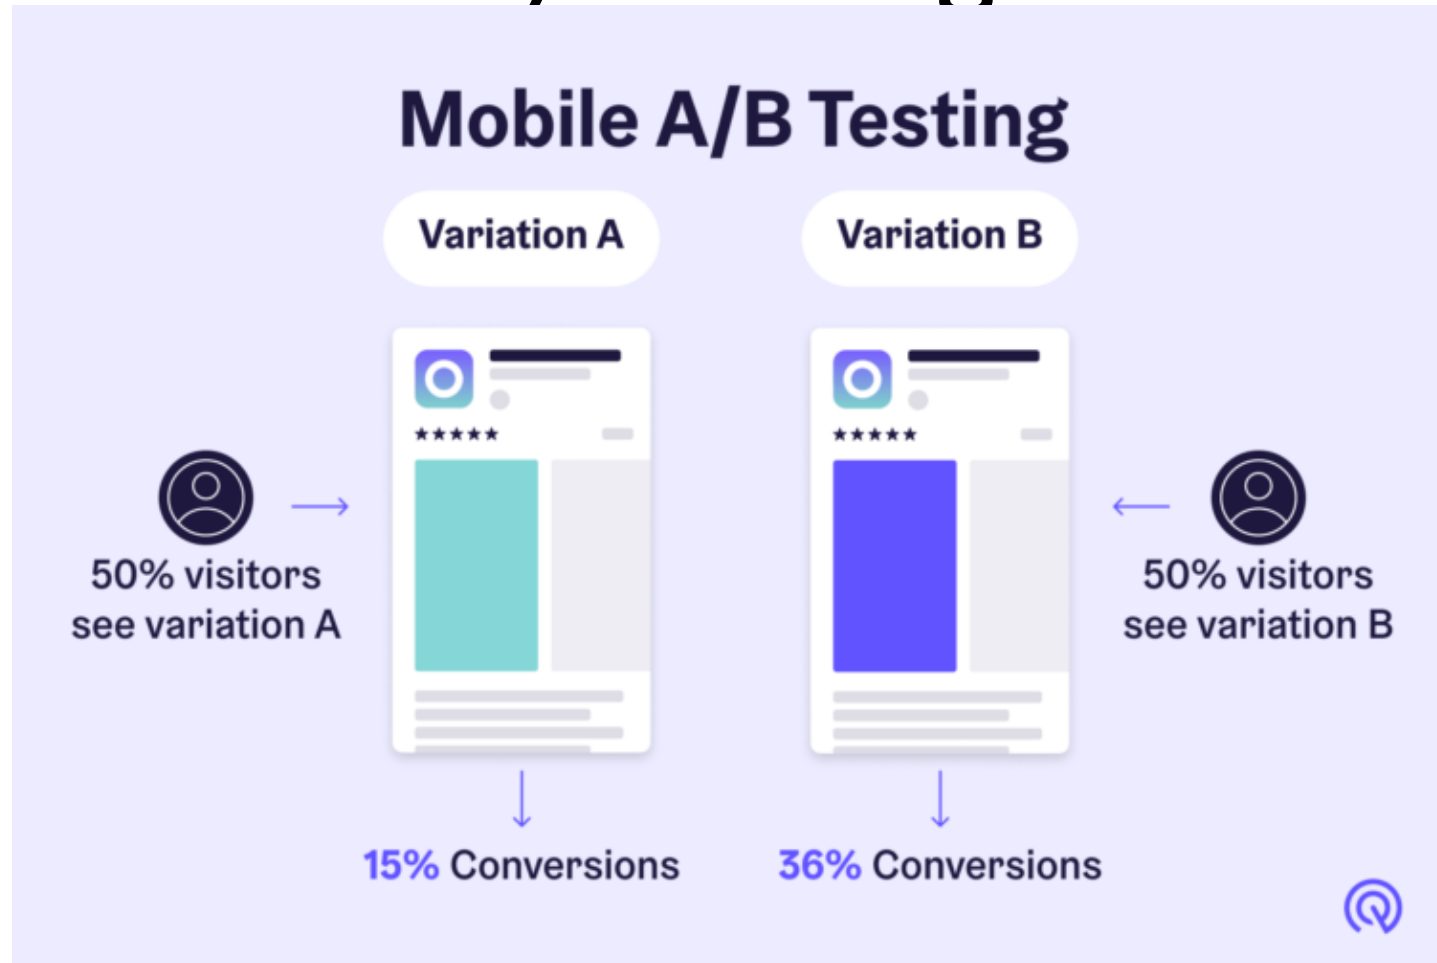 Mobile A/B Testing
Variation A
Variation B
50% visitors
see variation A
50% visitors
see variation B
15% Conversions
36% Conversions